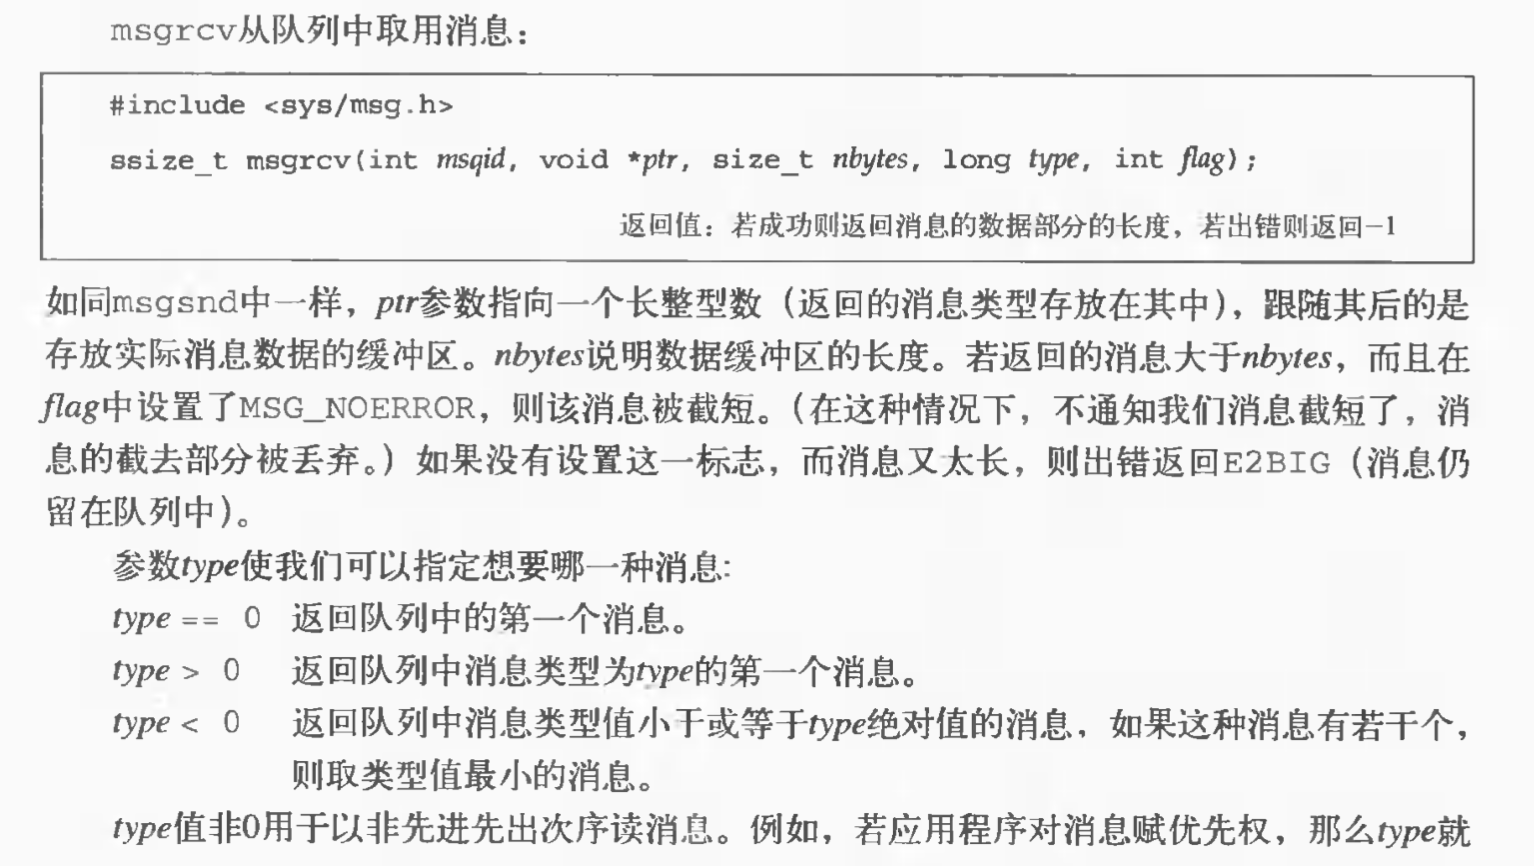 msgrcv从队列中取用消息：
#include <sys/msg.h>
ssize_t msgrcv(int msqid, void *ptr, size_t nbytes, long type, int flag);
返回值：若成功则返回消息的数据部分的长度，若出错则返回-1
如同msgsnd中一样，ptr参数指向一个长整型数（返回的消息类型存放在其中），跟随其后的是
存放实际消息数据的缓冲区。nbytes说明数据缓冲区的长度。若返回的消息大于nbytes，而且在
flag中设置了MSG_NOERROR，则该消息被截短。（在这种情况下，不通知我们消息截短了，消
息的截去部分被丢弃。）如果没有设置这一标志，而消息又太长，则出错返回E2BIG（消息仍
留在队列中）。
参数type使我们可以指定想要哪一种消息:
type == 0 返回队列中的第一个消息。
type > 0 返回队列中消息类型为type的第一个消息。
type < 0 返回队列中消息类型值小于或等于type绝对值的消息，如果这种消息有若干个，
则取类型值最小的消息。
type值非0用于以非先进先出次序读消息。例如，若应用程序对消息赋优先权，那么type就